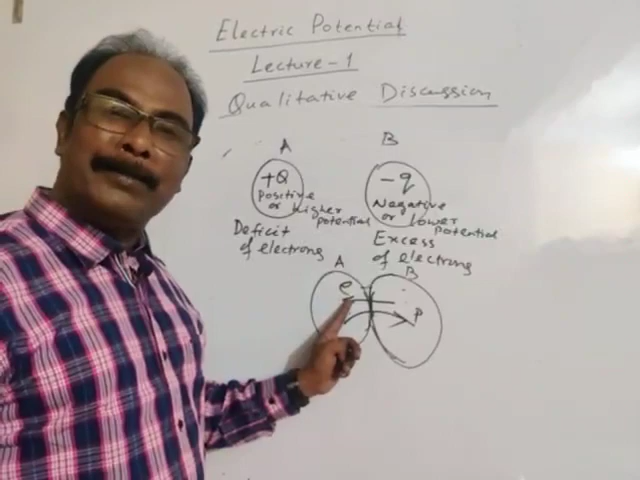 Electric Potential
Lecture-1
Qualitative Discussion
A B
+Q -q
Positive or higher potential
Negative or lower potential
Deficit of electrons
Excess of electrons
A B
e P